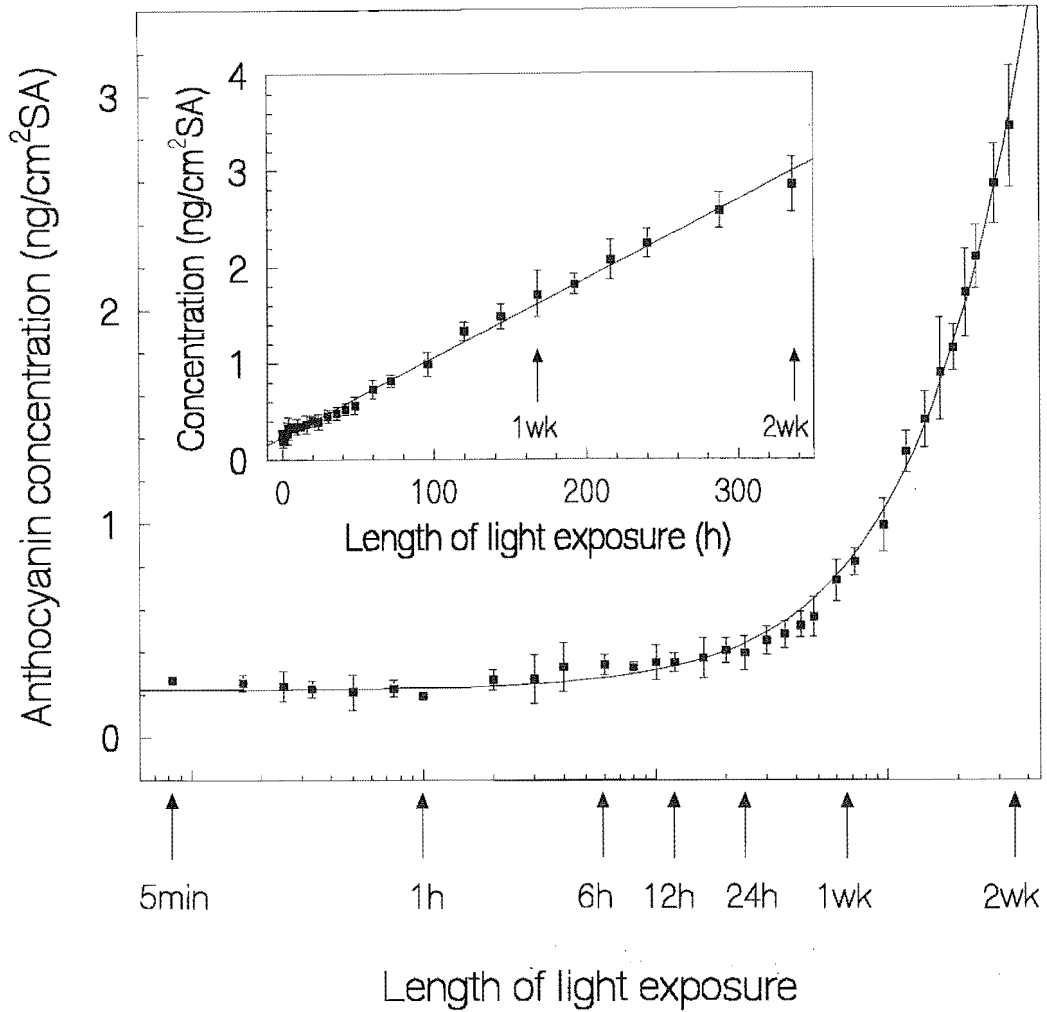 Anthocyanin concentration (ng/cm²SA)
3
2
1
0
Concentration (ng/cm²SA)
4
3
2
1
0
1wk
2wk
0
100
200
300
Length of light exposure (h)
5min
1h
6h
12h
24h
1wk
2wk
Length of light exposure